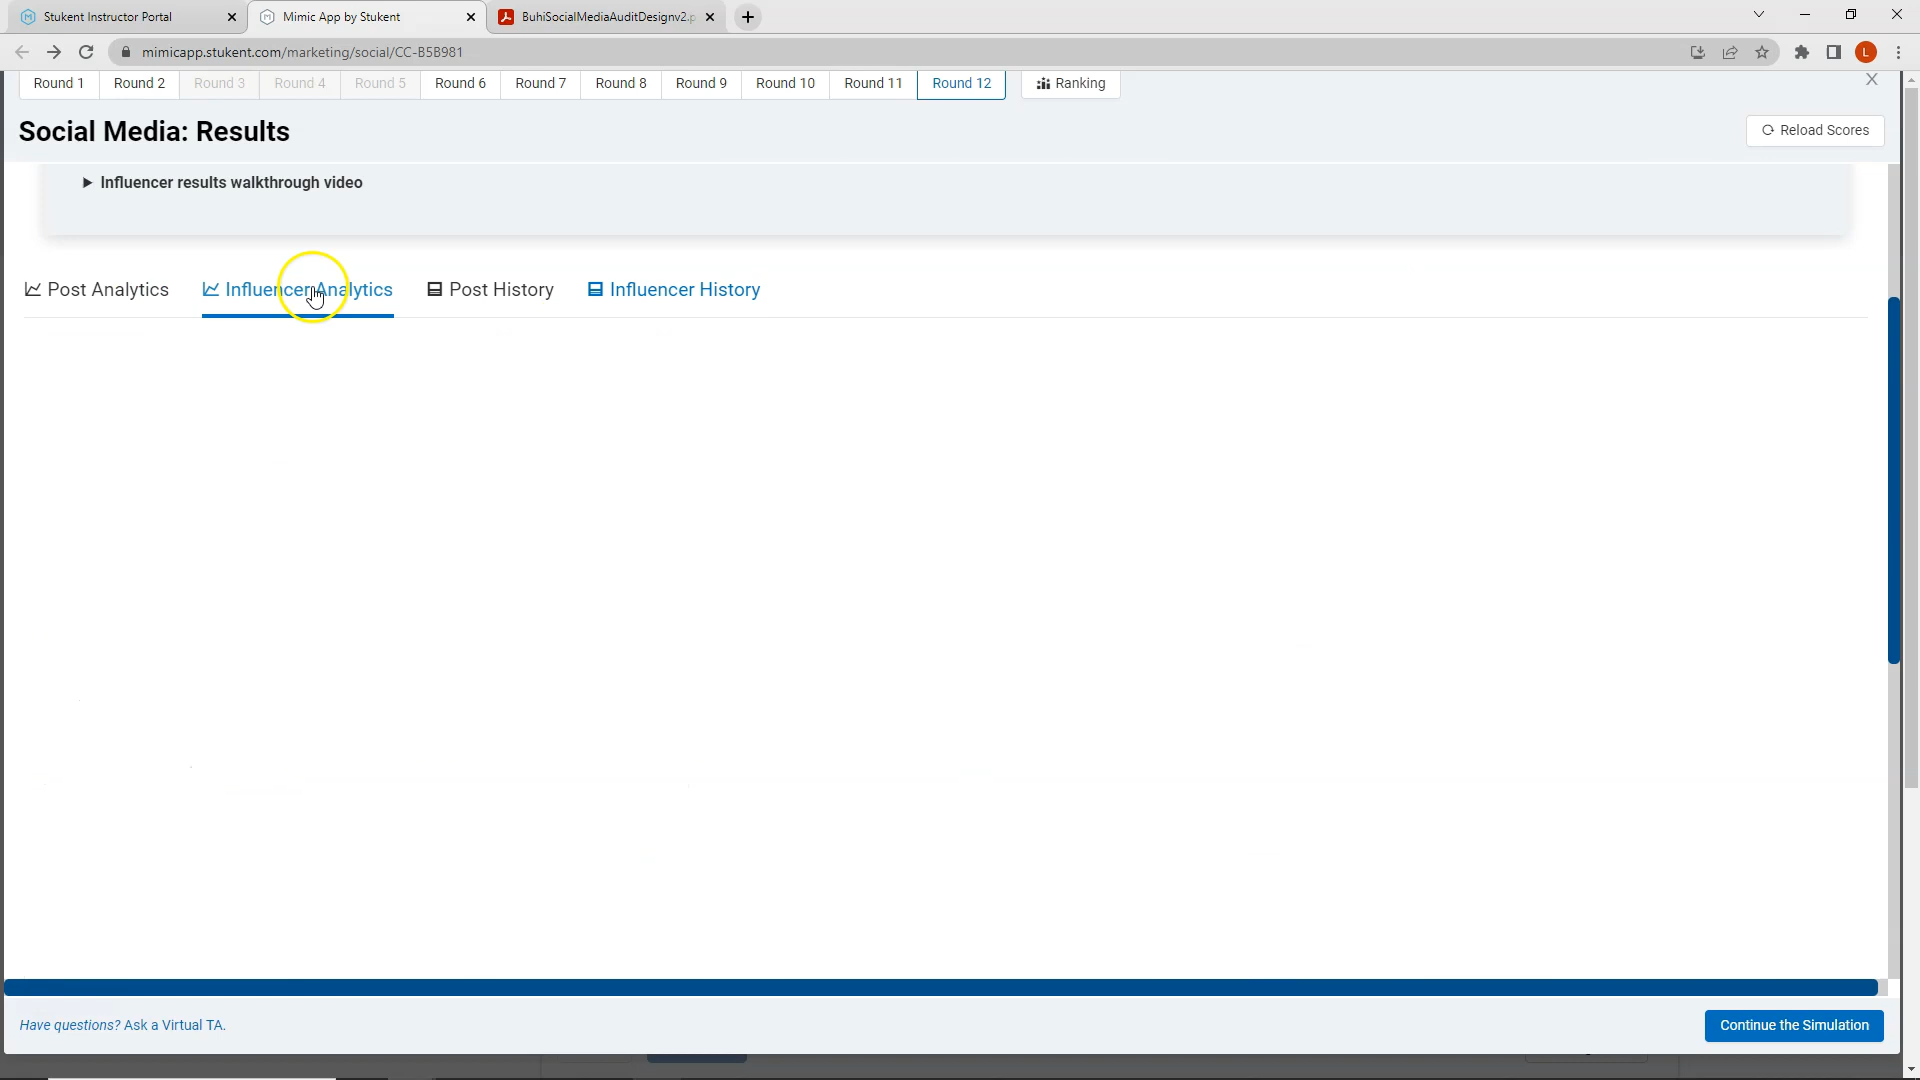 Stukent Instructor Portal
Mimic App by Stukent
BuhiSocialMediaAuditDesignv2.p
mimicapp.stukent.com/marketing/social/CC-B5B981
L
Round 1
Round 2
Round 3
Round 4
Round 5
Round 6
Round 7
Round 8
Round 9
Round 10
Round 11
Round 12
Ranking
X
Social Media: Results
Reload Scores
Influencer results walkthrough video
Post Analytics
Influencer Analytics
Post History
Influencer History
Have questions? Ask a Virtual TA.
Continue the Simulation